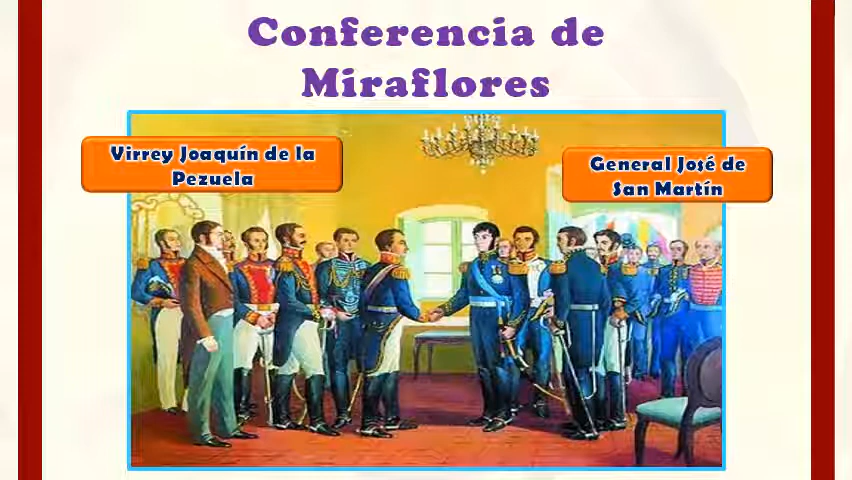 Conferencia de
Miraflores
Virrey Joaquín de la
Pezuela
General José de
San Martín